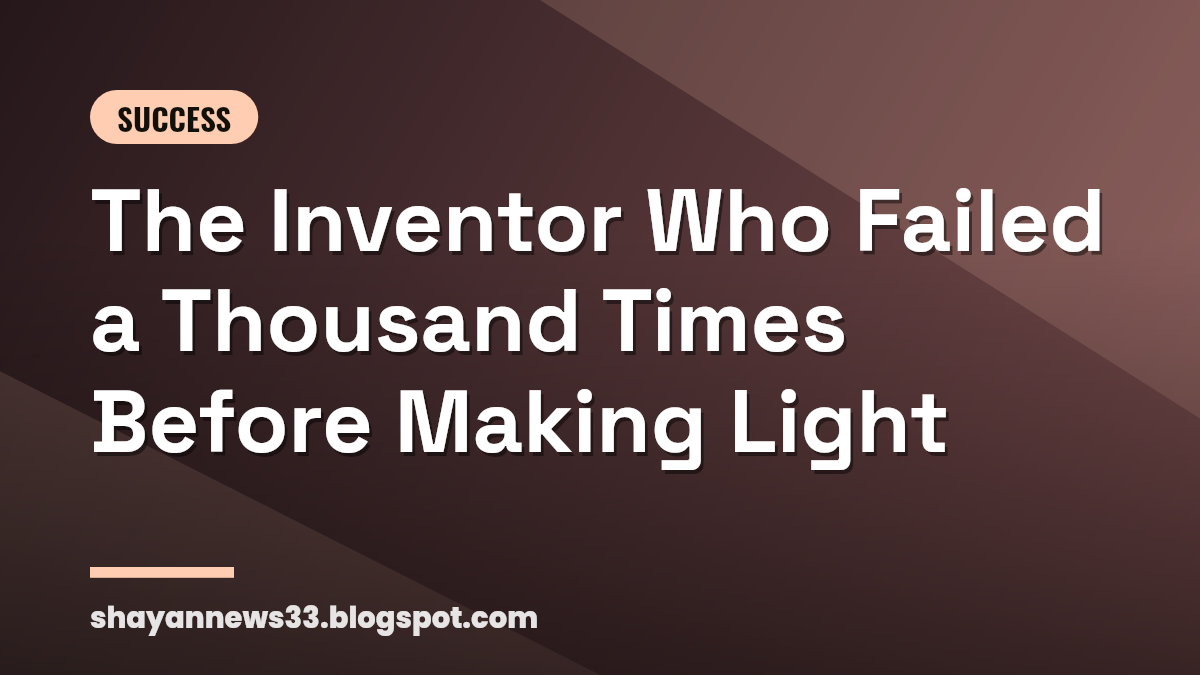 SUCCESS
The Inventor Who Failed
a Thousand Times
Before Making Light
shayannews33.blogspot.com